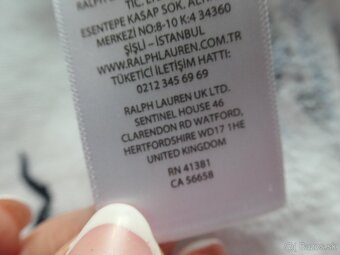 ESENTEPE KASAP SOK.
MERKEZI NO:8-10 K:4 34360
ŞİŞLİ - İSTANBUL
WWW.RALPHLAUREN.COM.TR
TÜKETİCİ İLETİŞİM HATTI:
0212 345 69 69
RALPH LAUREN UK LTD.
SENTINEL HOUSE 46
CLARENDON RD WATFORD,
HERTFORDSHIRE WD17 1HE
UNITED KINGDOM
RN 41381
CA 56658
Bazos.sk